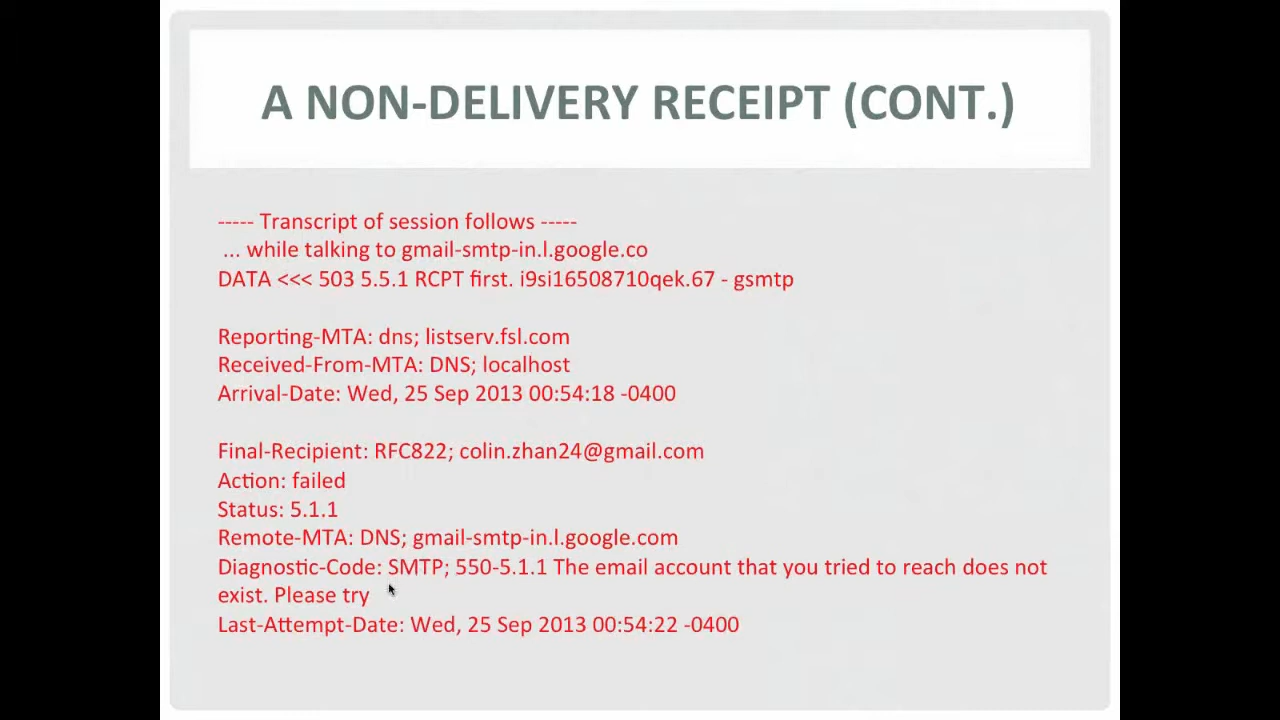 A NON-DELIVERY RECEIPT (CONT.)
----- Transcript of session follows -----
... while talking to gmail-smtp-in.l.google.co
DATA <<< 503 5.5.1 RCPT first. i9si16508710qek.67 - gsmtp
Reporting-MTA: dns; listserv.fsl.com
Received-From-MTA: DNS; localhost
Arrival-Date: Wed, 25 Sep 2013 00:54:18 -0400
Final-Recipient: RFC822; colin.zhan24@gmail.com
Action: failed
Status: 5.1.1
Remote-MTA: DNS; gmail-smtp-in.l.google.com
Diagnostic-Code: SMTP; 550-5.1.1 The email account that you tried to reach does not
exist. Please try
Last-Attempt-Date: Wed, 25 Sep 2013 00:54:22 -0400